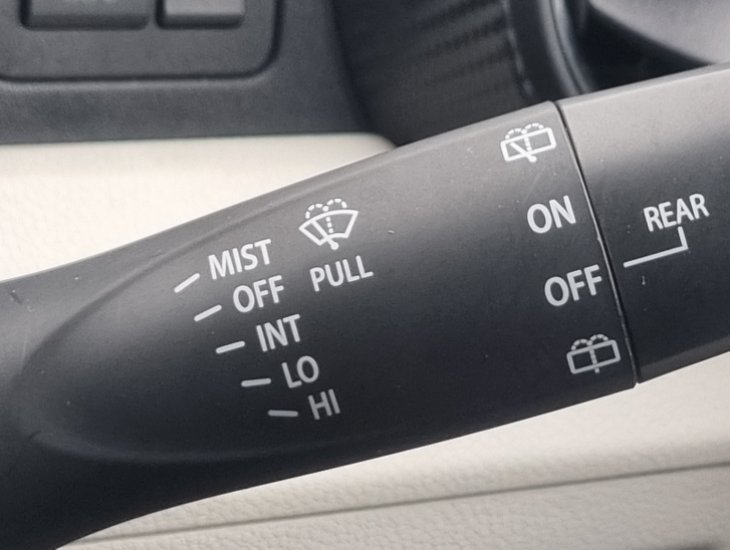 MIST
OFF
INT
LO
HI
PULL
ON
OFF
REAR